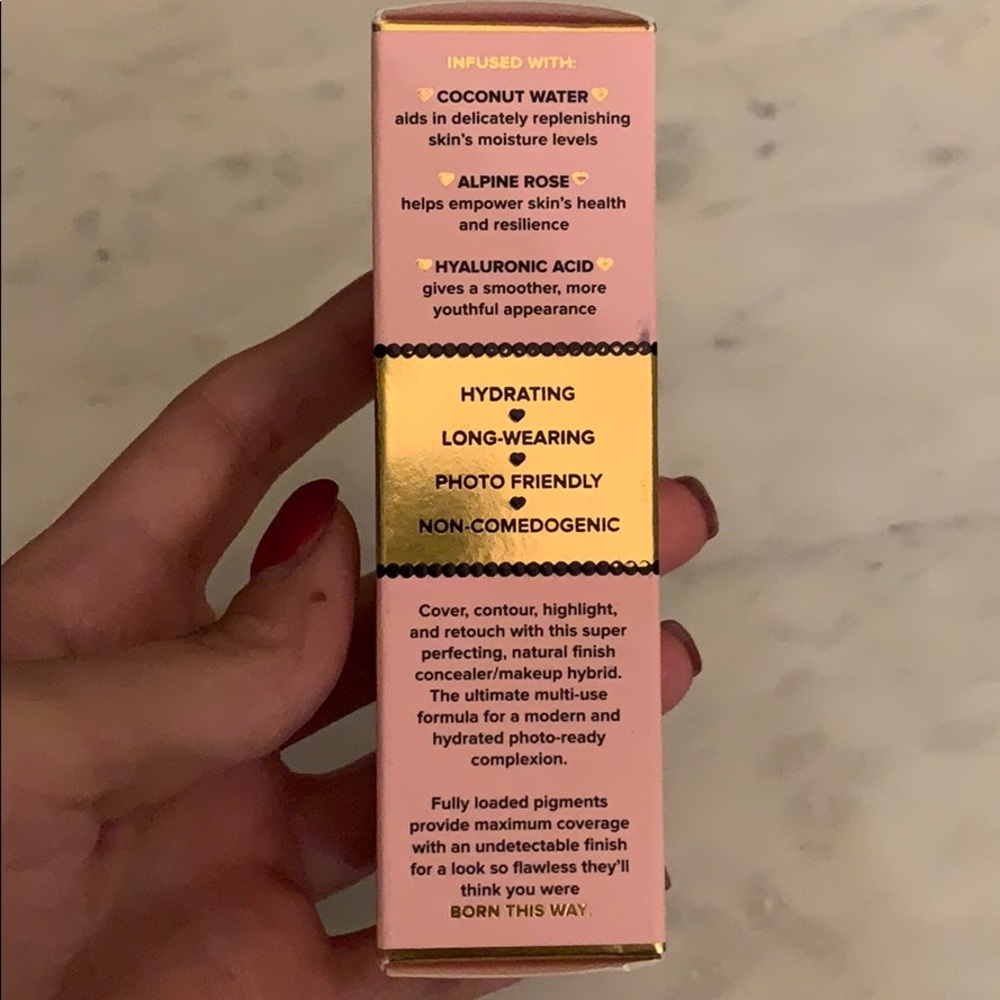 INFUSED WITH:
COCONUT WATER
aids in delicately replenishing
skin's moisture levels
ALPINE ROSE
helps empower skin's health
and resilience
HYALURONIC ACID
gives a smoother, more
youthful appearance
HYDRATING
LONG-WEARING
PHOTO FRIENDLY
NON-COMEDOGENIC
Cover, contour, highlight,
and retouch with this super
perfecting, natural finish
concealer/makeup hybrid.
The ultimate multi-use
formula for a modern and
hydrated photo-ready
complexion.
Fully loaded pigments
provide maximum coverage
with an undetectable finish
for a look so flawless they'll
think you were
BORN THIS WAY.